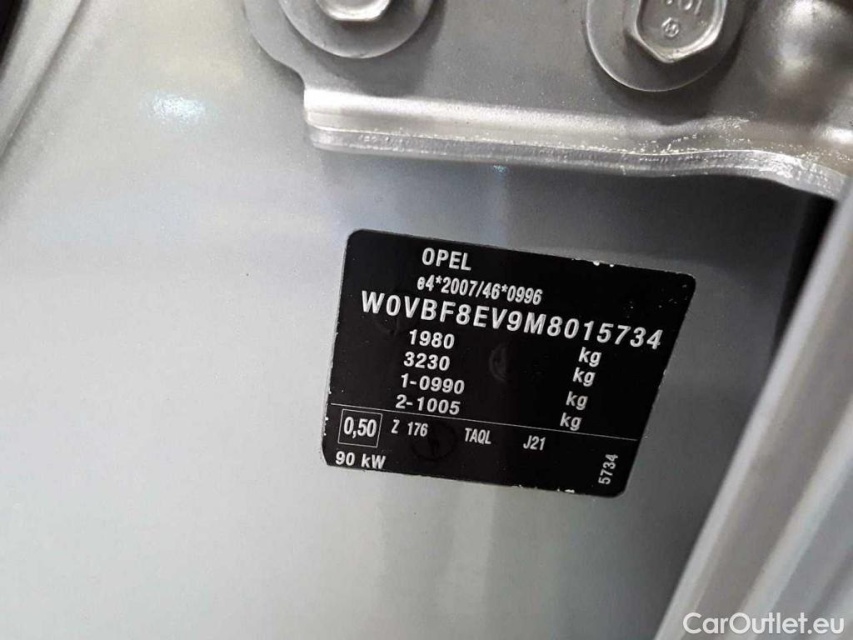 OPEL
e4*2007/46*0996
W0VBF8EV9M8015734
1980 kg
3230 kg
1-0990 kg
2-1005 kg
0,50 Z 176 TAQL J21
90 kW
5734
CarOutlet.eu